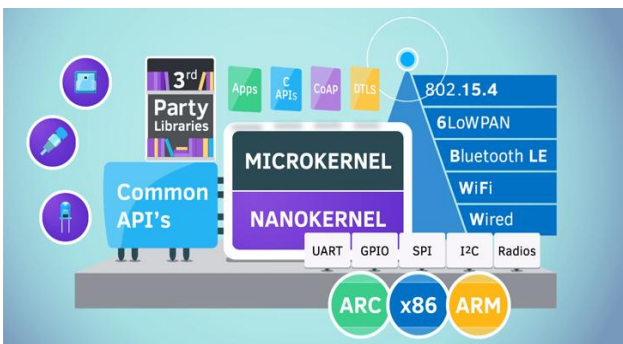 3rd
Party
Libraries
Apps
C
APIs
CoAP
DTLS
802.15.4
6LoWPAN
Bluetooth LE
WiFi
Wired
MICROKERNEL
NANOKERNEL
Common
API's
UART
GPIO
SPI
I²C
Radios
ARC
x86
ARM